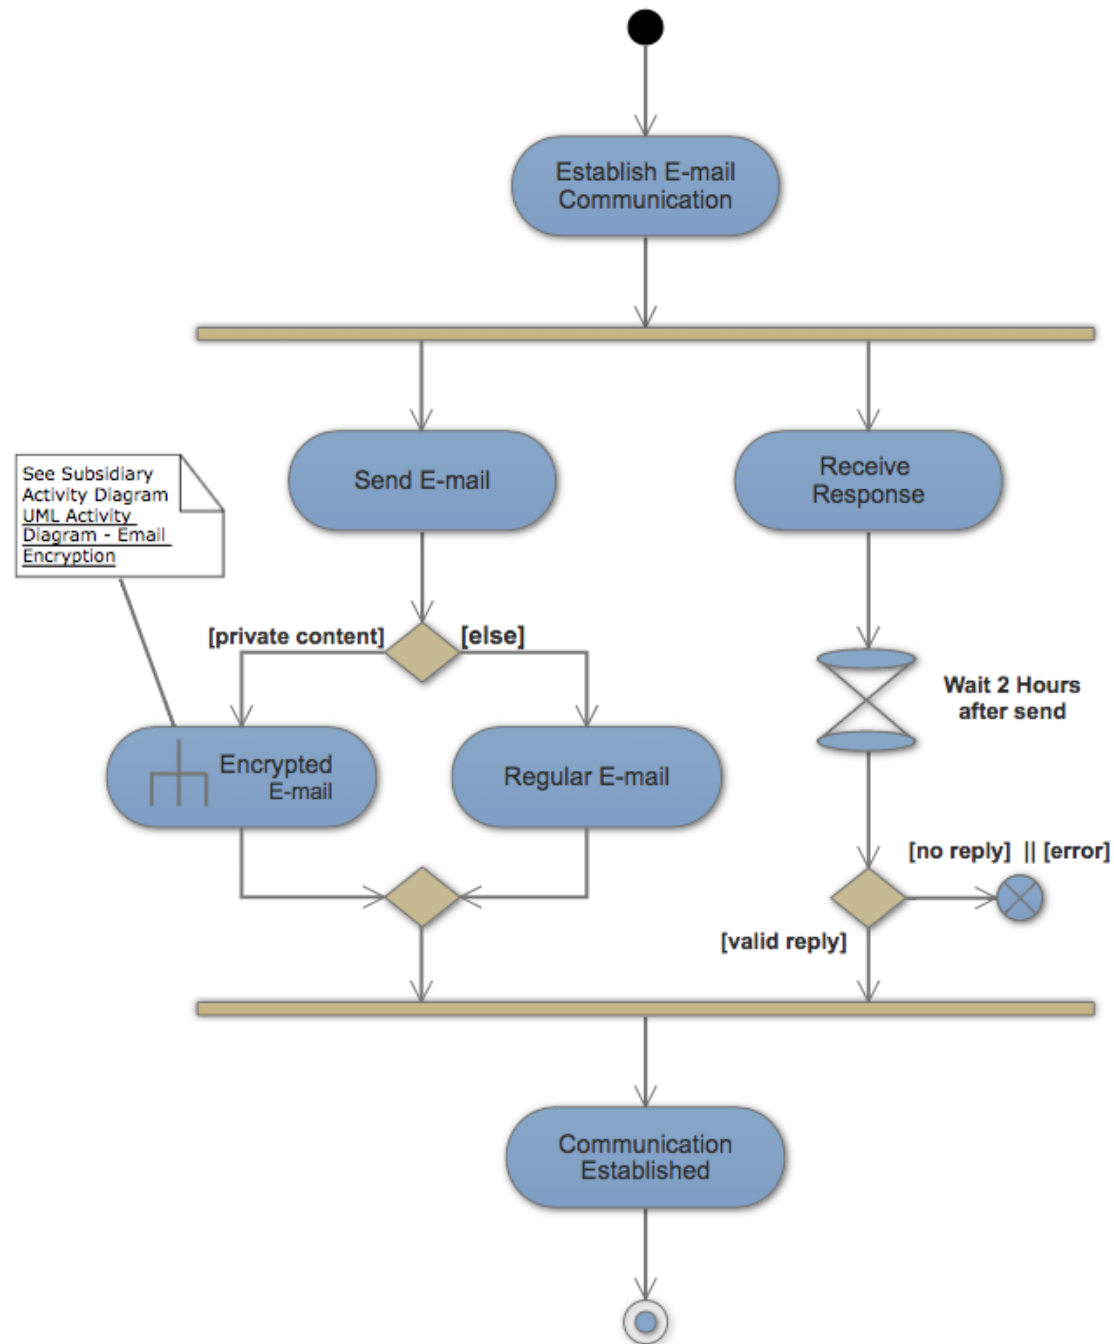 Establish E-mail
Communication
Send E-mail
Receive
Response
See Subsidiary
Activity Diagram
UML Activity
Diagram - Email
Encryption
[private content]
[else]
Wait 2 Hours
after send
Encrypted
E-mail
Regular E-mail
[no reply] || [error]
[valid reply]
Communication
Established